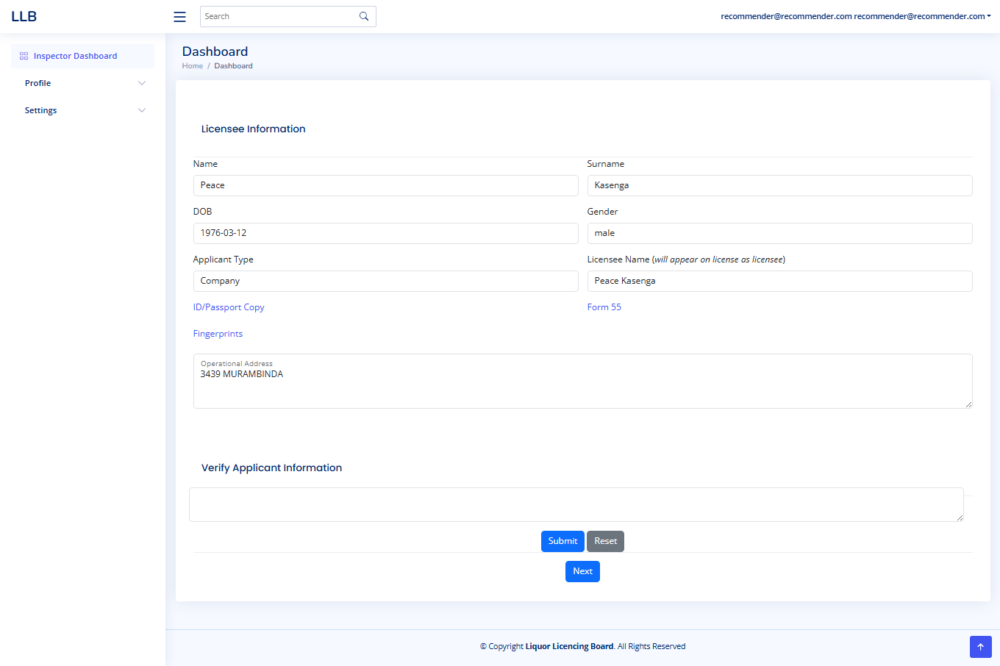 LLB
Search
recommender@recommender.com recommender@recommender.com
Inspector Dashboard
Profile
Settings
Dashboard
Home / Dashboard
Licensee Information
Name
Surname
Peace
Kasenga
DOB
Gender
1976-03-12
male
Applicant Type
Licensee Name (will appear on license as licensee)
Company
Peace Kasenga
ID/Passport Copy
Form 55
Fingerprints
Operational Address
3439 MURAMBINDA
Verify Applicant Information
Submit
Reset
Next
© Copyright Liquor Licencing Board. All Rights Reserved